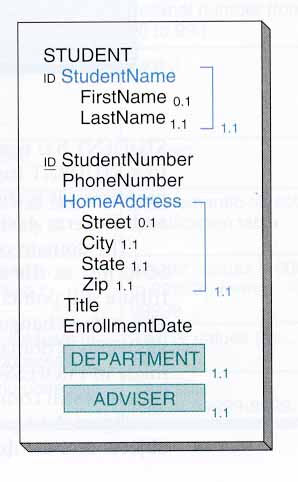 STUDENT
ID StudentName
FirstName 0.1
LastName 1.1
1.1
ID StudentNumber
PhoneNumber
HomeAddress
Street 0.1
City 1.1
State 1.1
Zip 1.1
1.1
Title
EnrollmentDate
DEPARTMENT
1.1
ADVISER
1.1